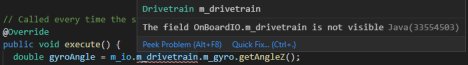 Drivetrain m_drivetrain
// Called every time the s
The field OnBoardIO.m_drivetrain is not visible Java(33554503)
@Override
Peek Problem (Alt+F8) Quick Fix... (Ctrl+.)
public void execute() {
double gyroAngle = m_io.m_drivetrain.m_gyro.getAngleZ();